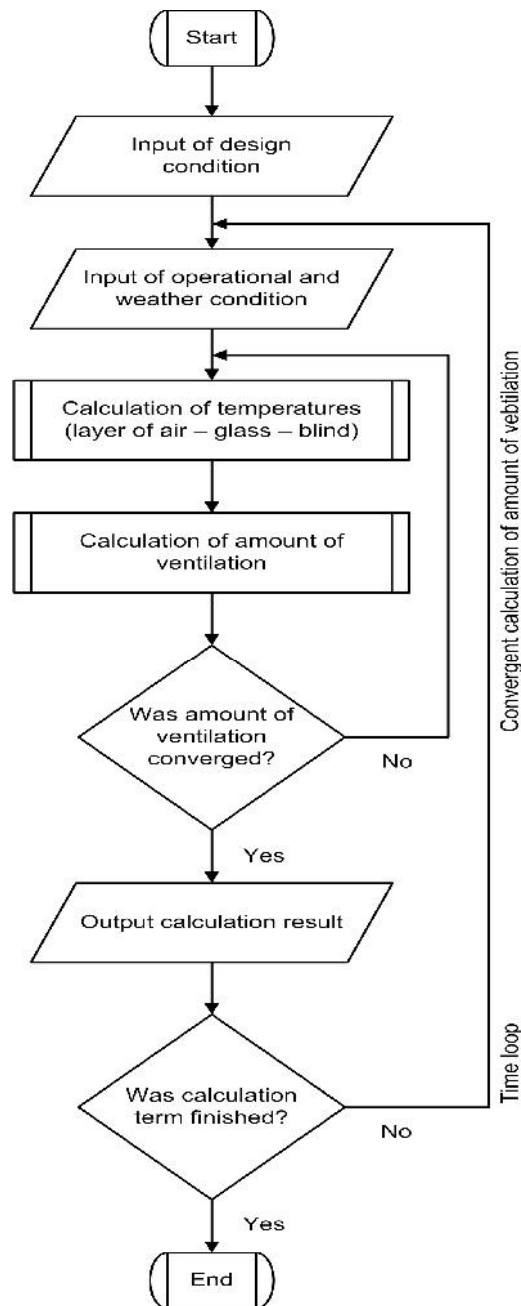 Start
Input of design
condition
Input of operational and
weather condition
Calculation of temperatures
(layer of air – glass – blind)
Calculation of amount of
ventilation
Was amount of
ventilation
converged?
No
Yes
Output calculation result
Was calculation
term finished?
No
Yes
End
Convergent calculation of amount of vebtilation
Time loop